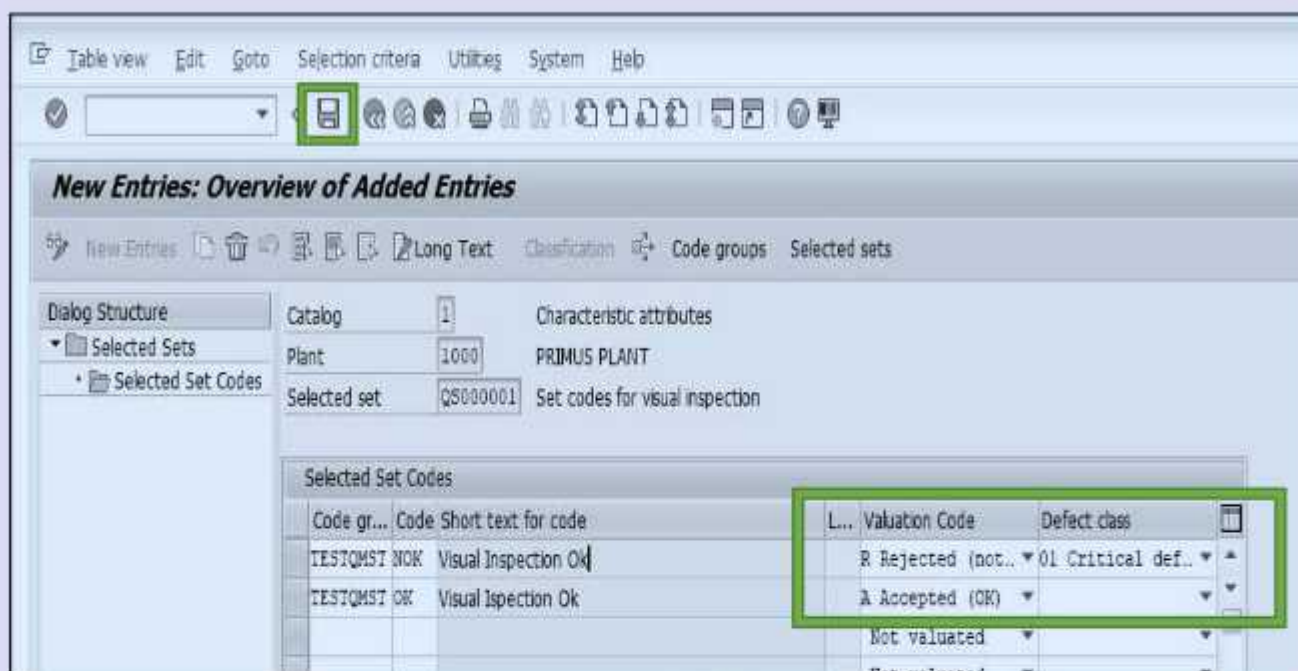 Table view Edit Goto Selection criteria Utilities System Help
New Entries: Overview of Added Entries
New Entries Long Text Classification Code groups Selected sets
Dialog Structure
Selected Sets
Selected Set Codes
Catalog 1 Characteristic attributes
Plant 1000 PRIMUS PLANT
Selected set QS000001 Set codes for visual inspection
Selected Set Codes
Code gr... Code Short text for code L... Valuation Code Defect class
TESTQMST NOK Visual Inspection Ok R Rejected (not.. 01 Critical def..
TESTQMST OK Visual Ispection Ok A Accepted (OK)
Not valuated